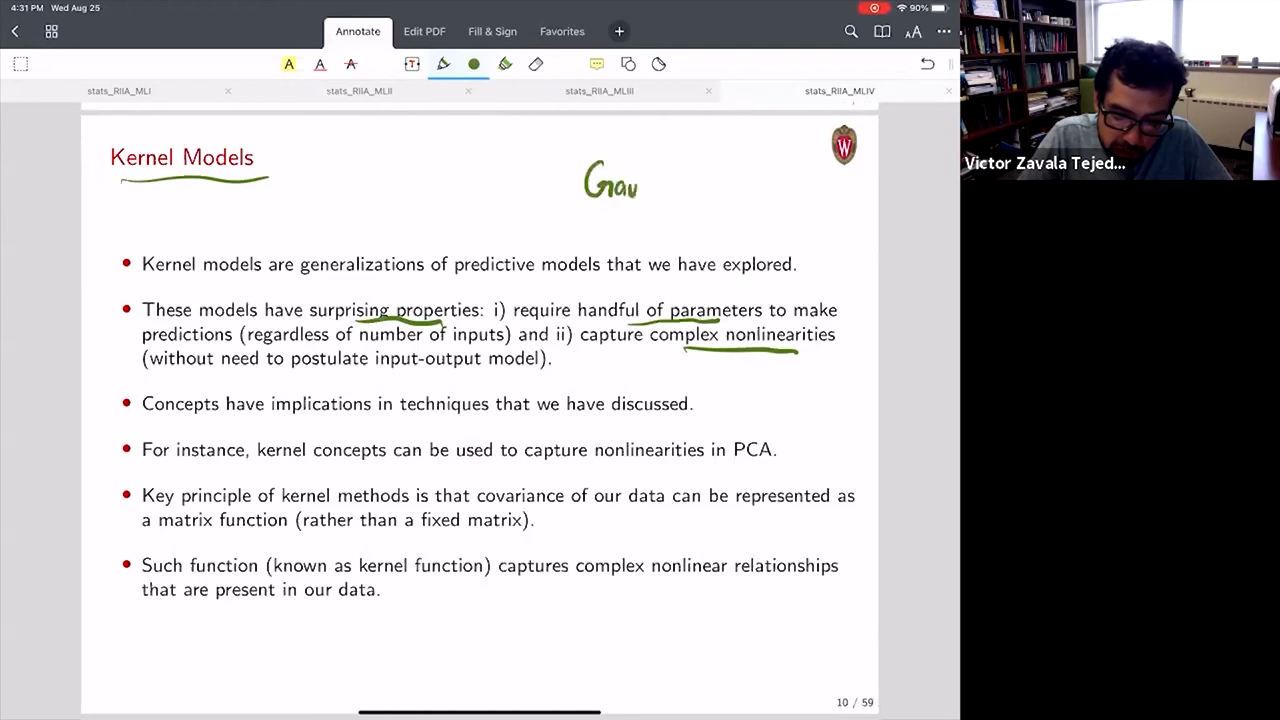 4:31 PM Wed Aug 25
90%
Annotate
Edit PDF
Fill & Sign
Favorites
AA
A
A
A
T
stats_RIIA_MLI
stats_RIIA_MLII
stats_RIIA_MLIII
stats_RIIA_MLIV
Kernel Models
W
Gau
Kernel models are generalizations of predictive models that we have explored.
These models have surprising properties: i) require handful of parameters to make
predictions (regardless of number of inputs) and ii) capture complex nonlinearities
(without need to postulate input-output model).
Concepts have implications in techniques that we have discussed.
For instance, kernel concepts can be used to capture nonlinearities in PCA.
Key principle of kernel methods is that covariance of our data can be represented as
a matrix function (rather than a fixed matrix).
Such function (known as kernel function) captures complex nonlinear relationships
that are present in our data.
10 / 59
Victor Zavala Tejed...